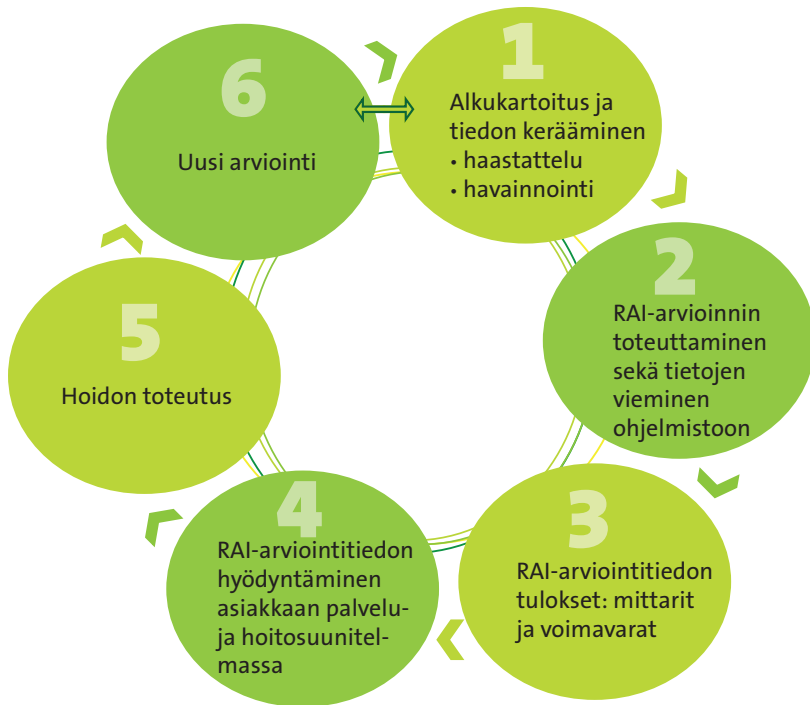 1
Alkukartoitus ja
tiedon kerääminen
• haastattelu
• havainnointi
2
RAI-arvioinnin
toteuttaminen
sekä tietojen
vieminen
ohjelmistoon
3
RAI-arviointitiedon
tulokset: mittarit
ja voimavarat
4
RAI-arviointitiedon
hyödyntäminen
asiakkaan palvelu-
ja hoitosuunitel-
massa
5
Hoidon toteutus
6
Uusi arviointi